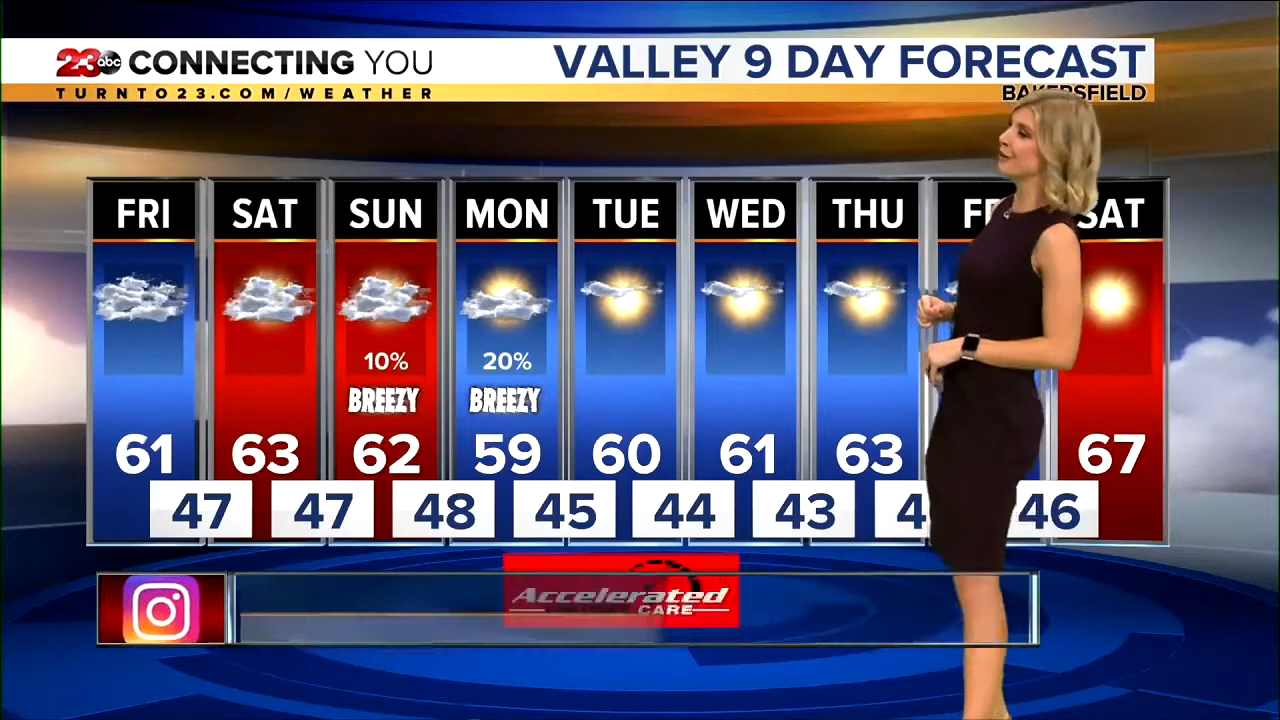 23 abc CONNECTING YOU
TURNTO23.COM/WEATHER
VALLEY 9 DAY FORECAST
BAKERSFIELD
FRI SAT SUN MON TUE WED THU SAT
10% 20%
BREEZY BREEZY
61 63 62 59 60 61 63 67
47 47 48 45 44 43 46
Accelerated
CARE